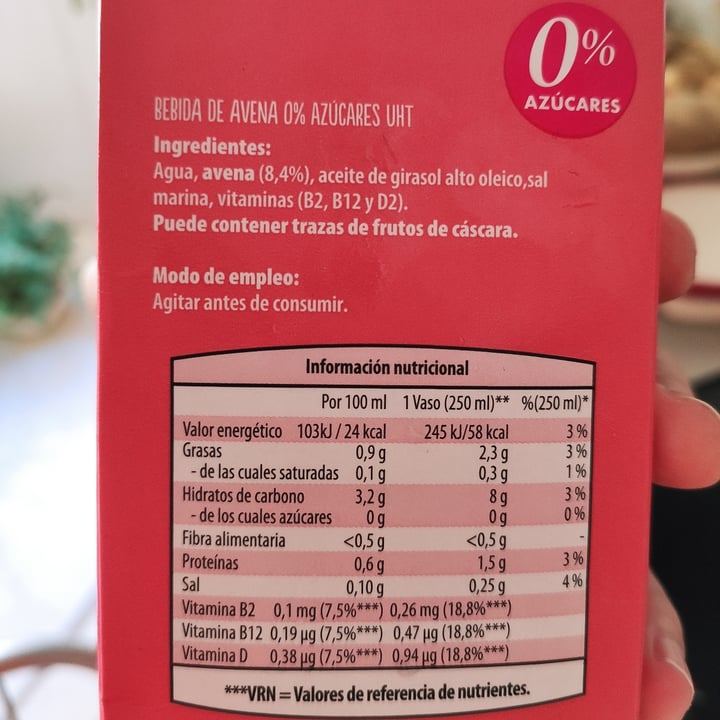 0%
AZÚCARES
BEBIDA DE AVENA 0% AZÚCARES UHT
Ingredientes:
Agua, avena (8,4%), aceite de girasol alto oleico,sal
marina, vitaminas (B2, B12 y D2).
Puede contener trazas de frutos de cáscara.
Modo de empleo:
Agitar antes de consumir.
Información nutricional
Por 100 ml 1 Vaso (250 ml)** %(250 ml)*
Valor energético 103kJ / 24 kcal 245 kJ/58 kcal 3 %
Grasas 0,9 g 2,3 g 3 %
- de las cuales saturadas 0,1 g 0,3 g 1 %
Hidratos de carbono 3,2 g 8 g 3 %
- de los cuales azúcares 0 g 0 g 0 %
Fibra alimentaria <0,5 g <0,5 g -
Proteínas 0,6 g 1,5 g 3 %
Sal 0,10 g 0,25 g 4 %
Vitamina B2 0,1 mg (7,5%***) 0,26 mg (18,8%***)
Vitamina B12 0,19 µg (7,5%***) 0,47 µg (18,8%***)
Vitamina D 0,38 µg (7,5%***) 0,94 µg (18,8%***)
***VRN = Valores de referencia de nutrientes.